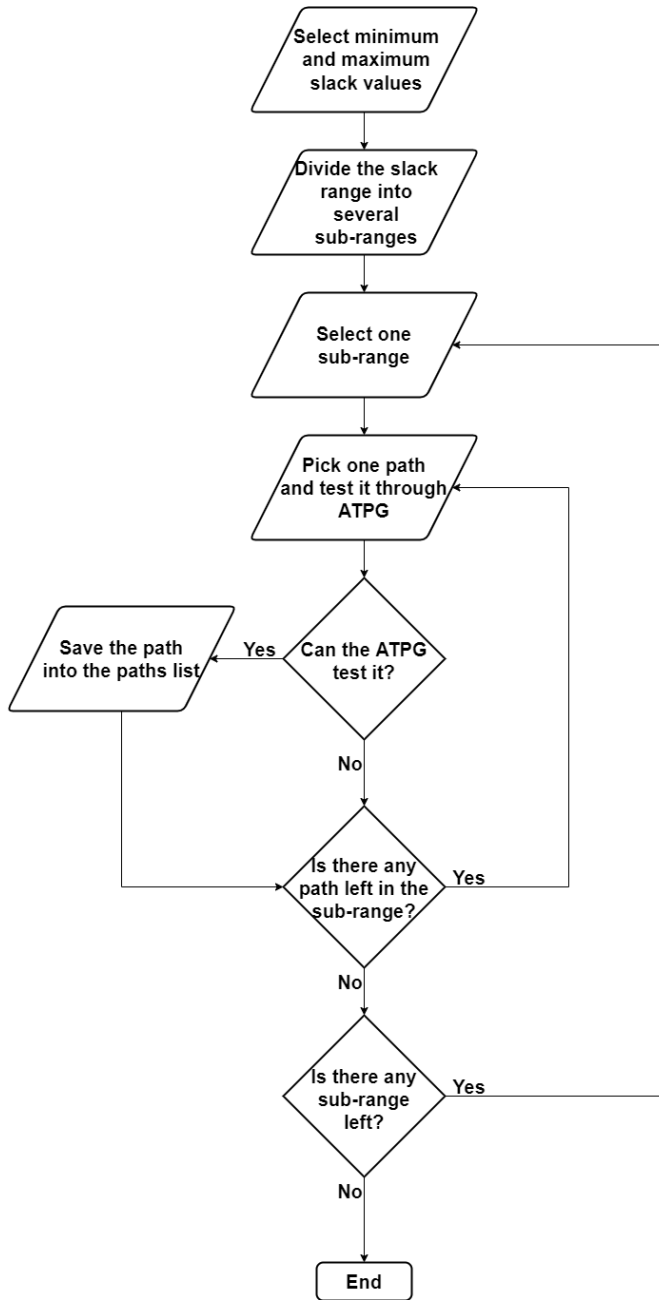 Select minimum
and maximum
slack values
Divide the slack
range into
several
sub-ranges
Select one
sub-range
Pick one path
and test it through
ATPG
Can the ATPG
test it?
Yes
Save the path
into the paths list
No
Is there any
path left in the
sub-range?
Yes
No
Is there any
sub-range
left?
Yes
No
End